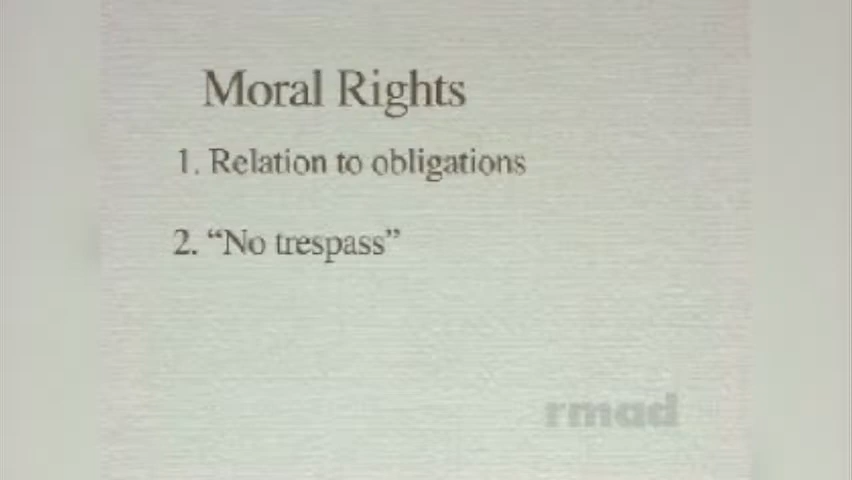 Moral Rights
1. Relation to obligations
2. “No trespass”
rmad